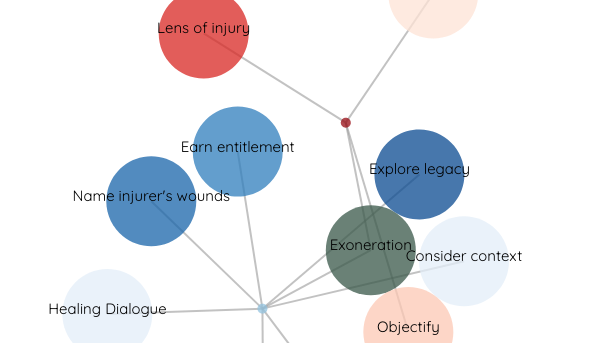 Lens of injury
Earn entitlement
Explore legacy
Name injurer's wounds
Exoneration
Consider context
Healing Dialogue
Objectify